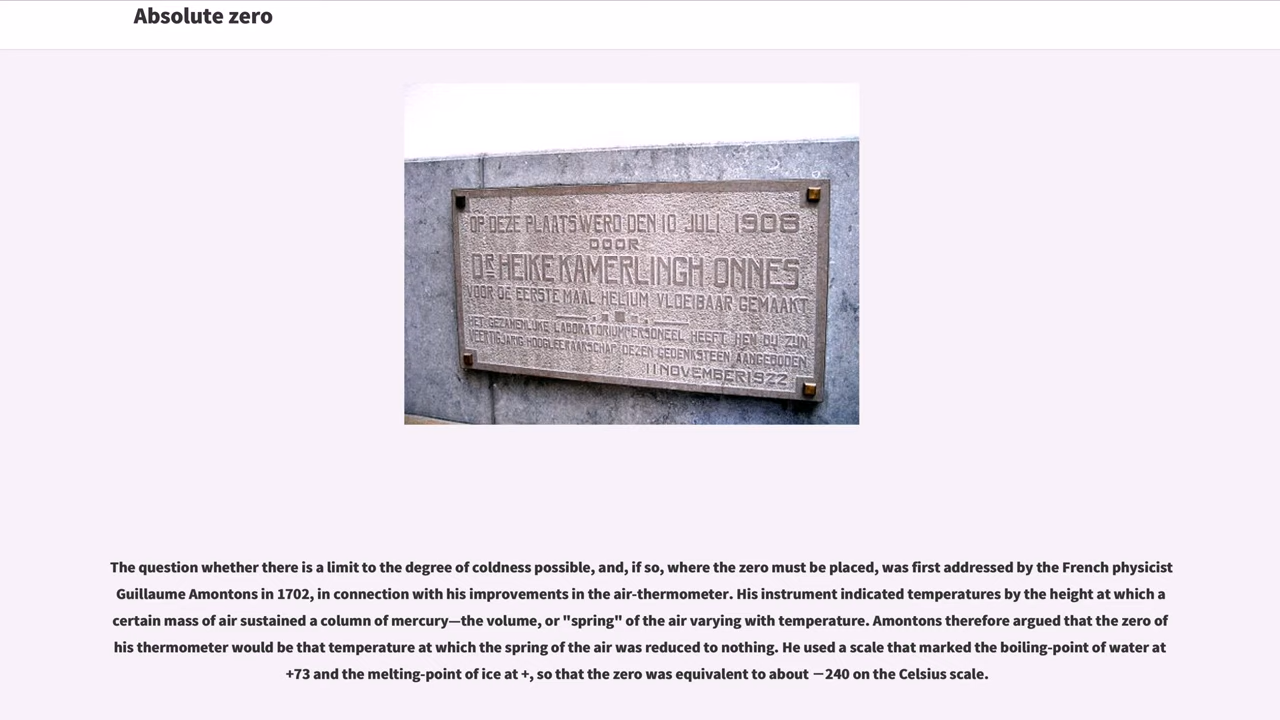 Absolute zero
OP DEZE PLAATS WERD DEN 10 JULI 1908
DOOR
DR HEIKE KAMERLINGH ONNES
VOOR DE EERSTE MAAL HELIUM VLOEIBAAR GEMAAKT
HET GEZAMENLIJKE LABORATORIUMPERSONEEL HEEFT HEM BIJ ZIJN
VEERTIGJARIG HOOGLEERAARSCHAP DEZEN GEDENKSTEEN AANGEBODEN
11 NOVEMBER 1922
The question whether there is a limit to the degree of coldness possible, and, if so, where the zero must be placed, was first addressed by the French physicist
Guillaume Amontons in 1702, in connection with his improvements in the air-thermometer. His instrument indicated temperatures by the height at which a
certain mass of air sustained a column of mercury—the volume, or "spring" of the air varying with temperature. Amontons therefore argued that the zero of
his thermometer would be that temperature at which the spring of the air was reduced to nothing. He used a scale that marked the boiling-point of water at
+73 and the melting-point of ice at +, so that the zero was equivalent to about −240 on the Celsius scale.